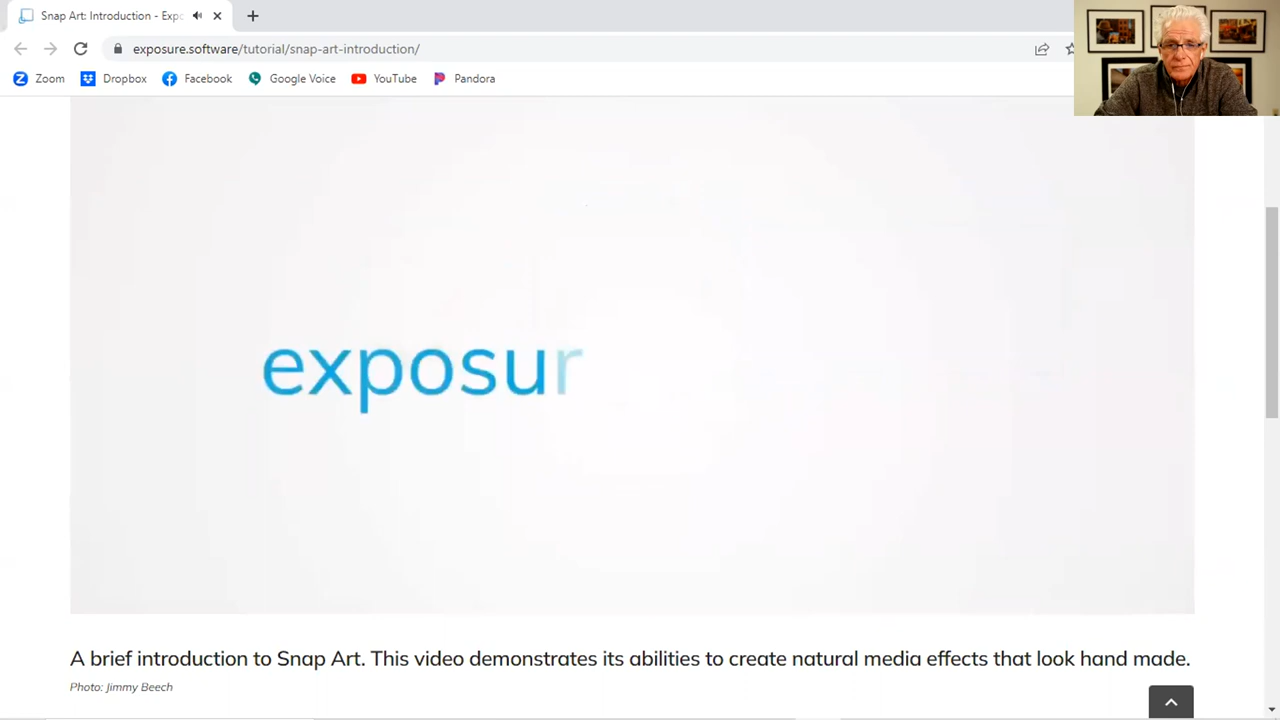 Snap Art: Introduction - Expo
exposure.software/tutorial/snap-art-introduction/
Zoom Dropbox Facebook Google Voice YouTube Pandora
exposur
A brief introduction to Snap Art. This video demonstrates its abilities to create natural media effects that look hand made.
Photo: Jimmy Beech